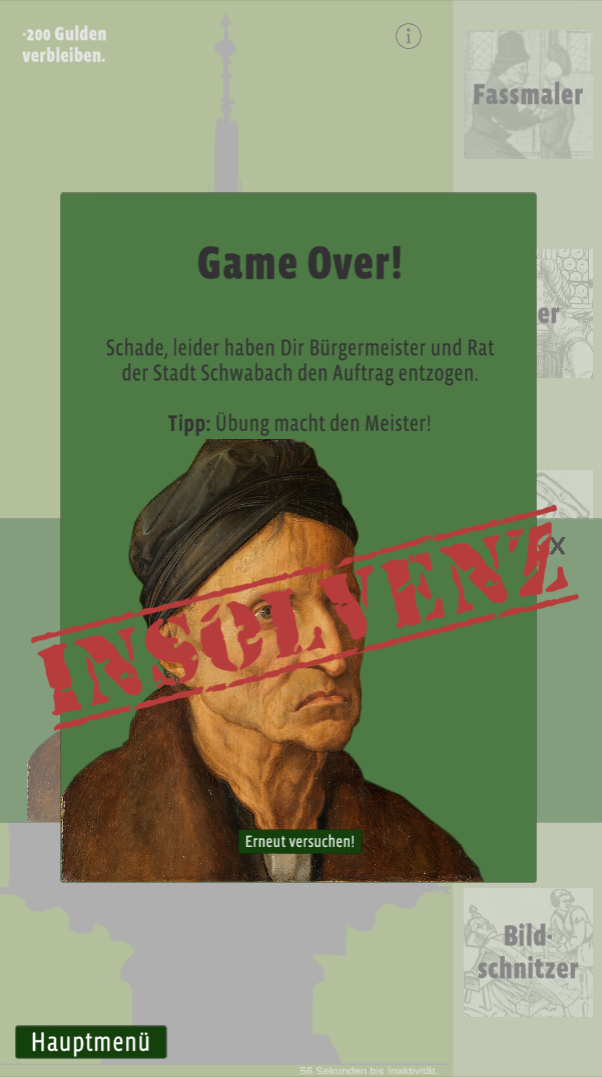 -200 Gulden
verbleiben.
i
Fassmaler
er
Game Over!
Schade, leider haben Dir Bürgermeister und Rat
der Stadt Schwabach den Auftrag entzogen.
Tipp: Übung macht den Meister!
X
INSOLVENZ
Erneut versuchen!
Bild-
schnitzer
Hauptmenü
56 Sekunden bis Inaktivität.